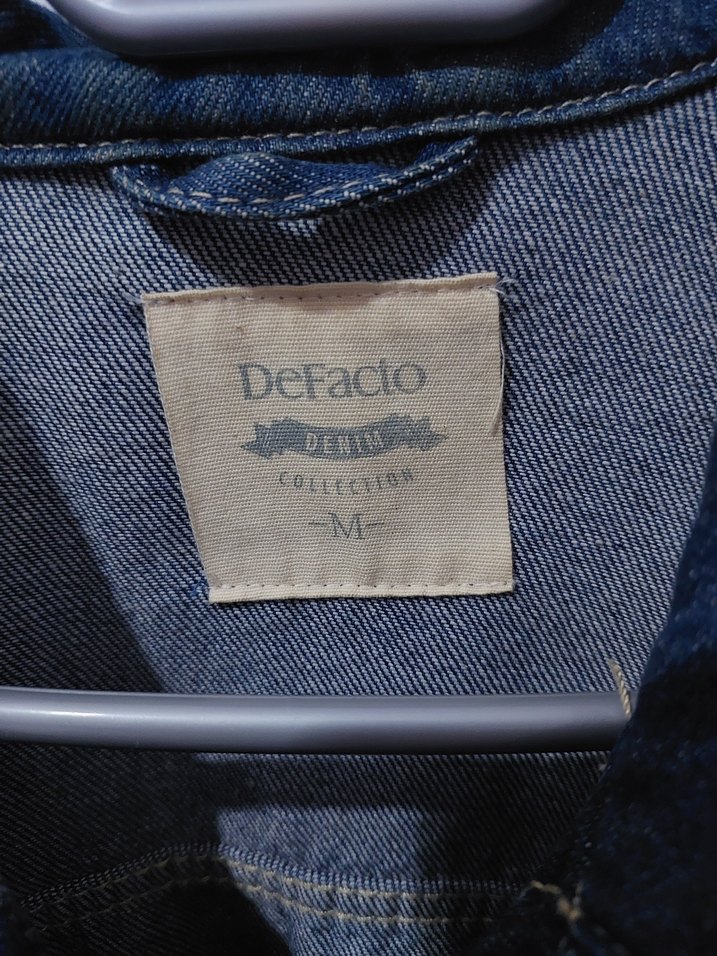 DeFacto
DENIM
COLLECTION
-M-